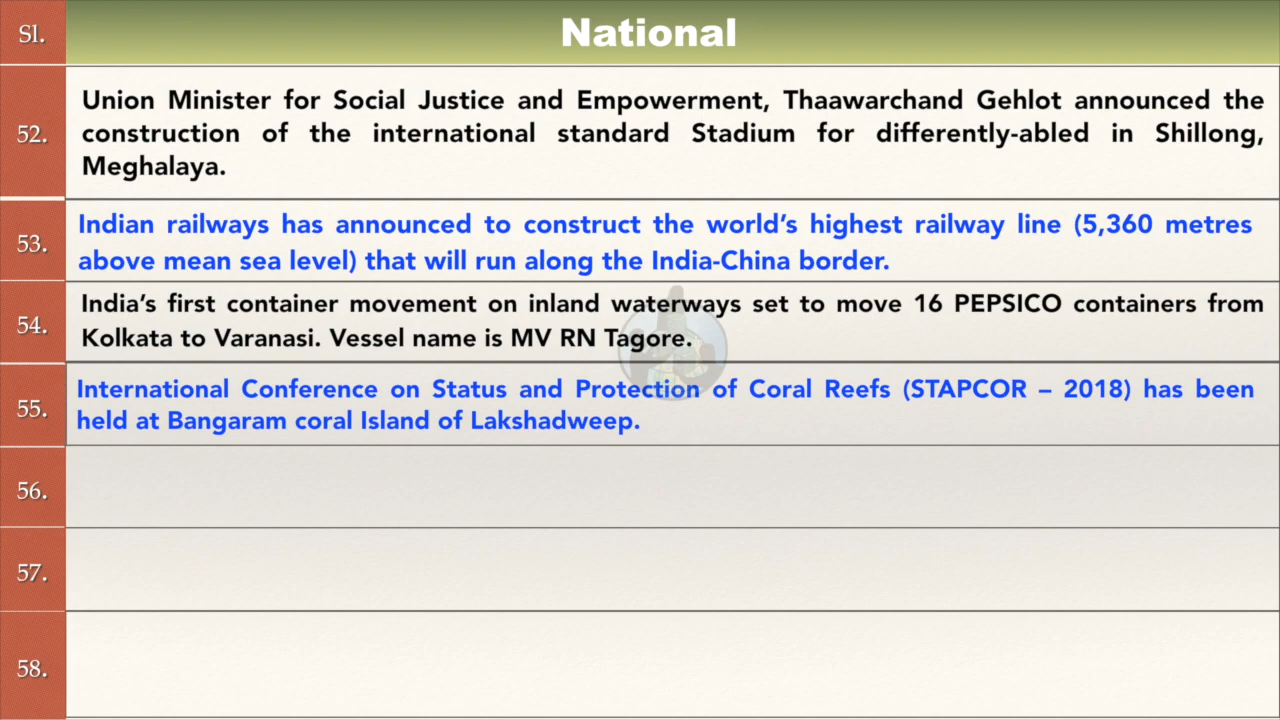 Sl. National
52. Union Minister for Social Justice and Empowerment, Thaawarchand Gehlot announced the
construction of the international standard Stadium for differently-abled in Shillong,
Meghalaya.
53. Indian railways has announced to construct the world's highest railway line (5,360 metres
above mean sea level) that will run along the India-China border.
54. India's first container movement on inland waterways set to move 16 PEPSICO containers from
Kolkata to Varanasi. Vessel name is MV RN Tagore.
55. International Conference on Status and Protection of Coral Reefs (STAPCOR – 2018) has been
held at Bangaram coral Island of Lakshadweep.
56.
57.
58.